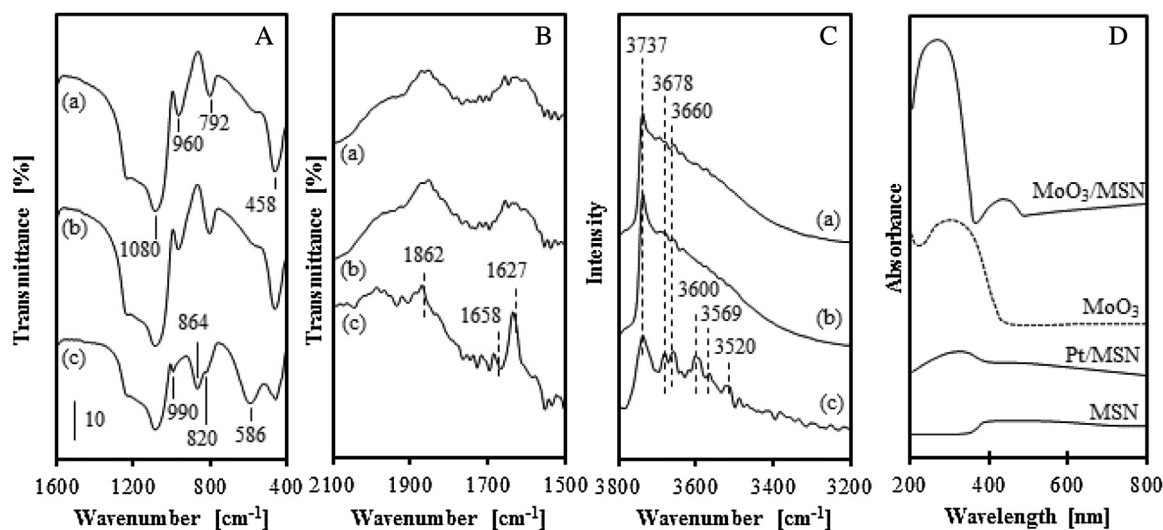 A
(a)
960
792
458
1080
(b)
(c)
864
990
820
586
10
Transmittance [%]
1600
1200
800
400
Wavenumber [cm⁻¹]
B
(a)
(b)
(c)
1862
1627
1658
Transmittance [%]
2100
1900
1700
1500
Wavenumber [cm⁻¹]
C
3737
3678
3660
(a)
(b)
3600
3569
3520
(c)
Intensity
3800
3600
3400
3200
Wavenumber [cm⁻¹]
D
MoO₃/MSN
MoO₃
Pt/MSN
MSN
Absorbance
200
400
600
800
Wavelength [nm]